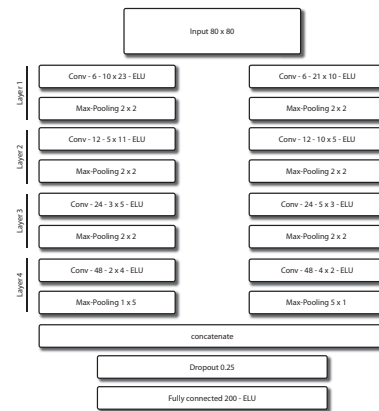 Input 80 x 80
Layer 1
Conv - 6 - 10 x 23 - ELU
Conv - 6 - 21 x 10 - ELU
Max-Pooling 2 x 2
Max-Pooling 2 x 2
Layer 2
Conv - 12 - 5 x 11 - ELU
Conv - 12 - 10 x 5 - ELU
Max-Pooling 2 x 2
Max-Pooling 2 x 2
Layer 3
Conv - 24 - 3 x 5 - ELU
Conv - 24 - 5 x 3 - ELU
Max-Pooling 2 x 2
Max-Pooling 2 x 2
Layer 4
Conv - 48 - 2 x 4 - ELU
Conv - 48 - 4 x 2 - ELU
Max-Pooling 1 x 5
Max-Pooling 5 x 1
concatenate
Dropout 0.25
Fully connected 200 - ELU